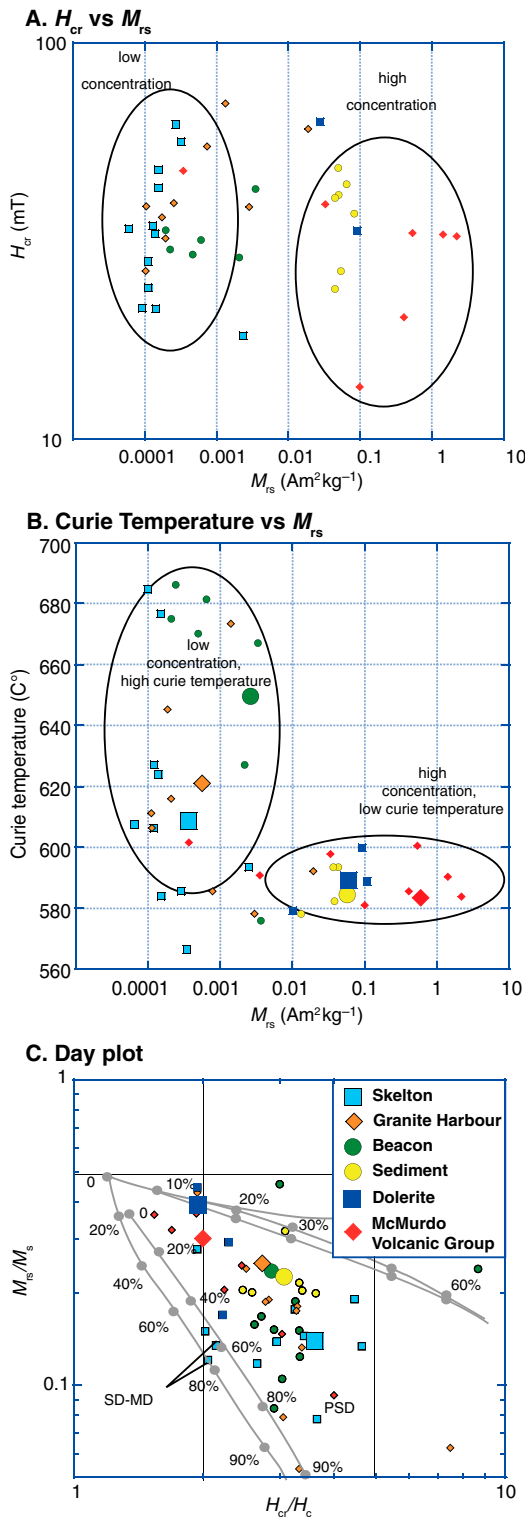 A. Hcr vs Mrs
100
low
concentration
high
concentration
Hcr (mT)
10
0.0001
0.001
0.01
0.1
1
10
Mrs (Am2kg–1)
B. Curie Temperature vs Mrs
700
680
660
640
620
600
580
560
Curie temperature (C°)
low
concentration,
high curie temperature
high
concentration,
low curie temperature
0.0001
0.001
0.01
0.1
1
10
Mrs (Am2kg–1)
C. Day plot
1
Skelton
Granite Harbour
Beacon
Sediment
Dolerite
McMurdo
Volcanic Group
0
10%
20%
30%
60%
0
20%
20%
40%
40%
60%
60%
80%
80%
90%
90%
SD-MD
PSD
Mrs/Ms
0.1
1
10
Hcr/Hc